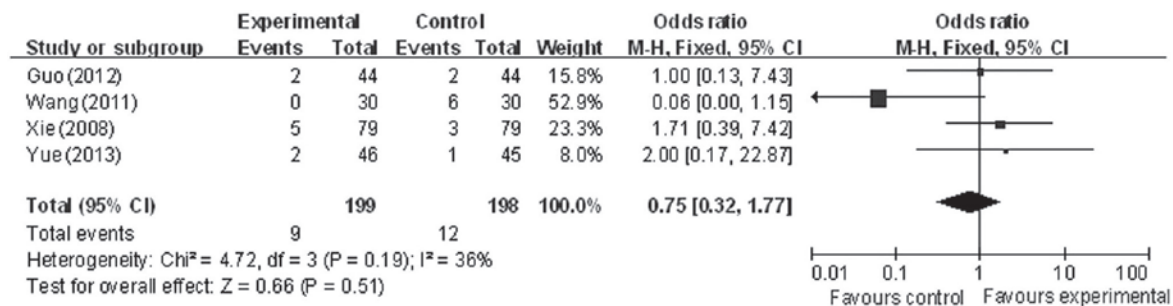 Experimental Control Odds ratio Odds ratio
Study or subgroup Events Total Events Total Weight M-H, Fixed, 95% CI M-H, Fixed, 95% CI
Guo(2012) 2 44 2 44 15.8% 1.00 [0.13, 7.43]
Wang(2011) 0 30 6 30 52.9% 0.06 [0.00, 1.15]
Xie(2008) 5 79 3 79 23.3% 1.71 [0.39, 7.42]
Yue(2013) 2 46 1 45 8.0% 2.00 [0.17, 22.87]
Total (95% CI) 199 198 100.0% 0.75 [0.32, 1.77]
Total events 9 12
Heterogeneity: Chi² = 4.72, df = 3 (P = 0.19); I² = 36%
Test for overall effect: Z = 0.66 (P = 0.51)
0.01 0.1 1 10 100
Favours control Favours experimental